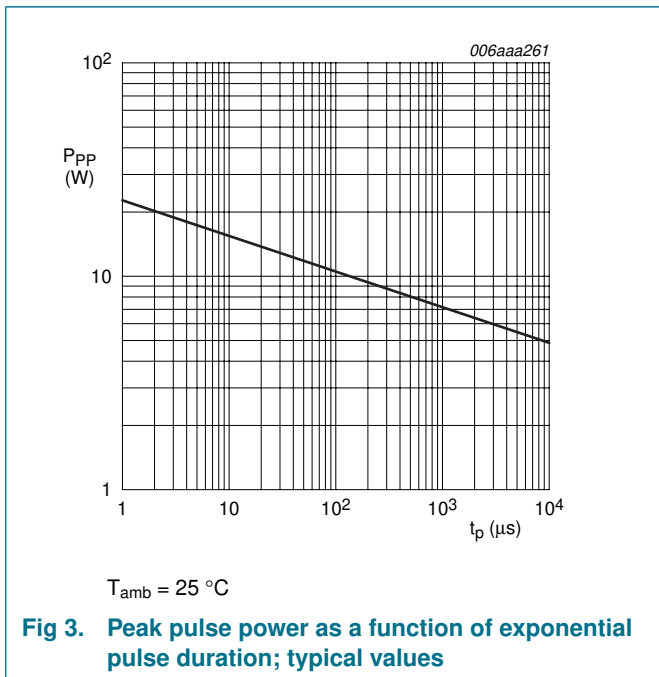 006aaa261
10²
P_PP
(W)
10
1
1
10
10²
10³
10⁴
t_p (μs)
T_amb = 25 °C
Fig 3. Peak pulse power as a function of exponential
pulse duration; typical values